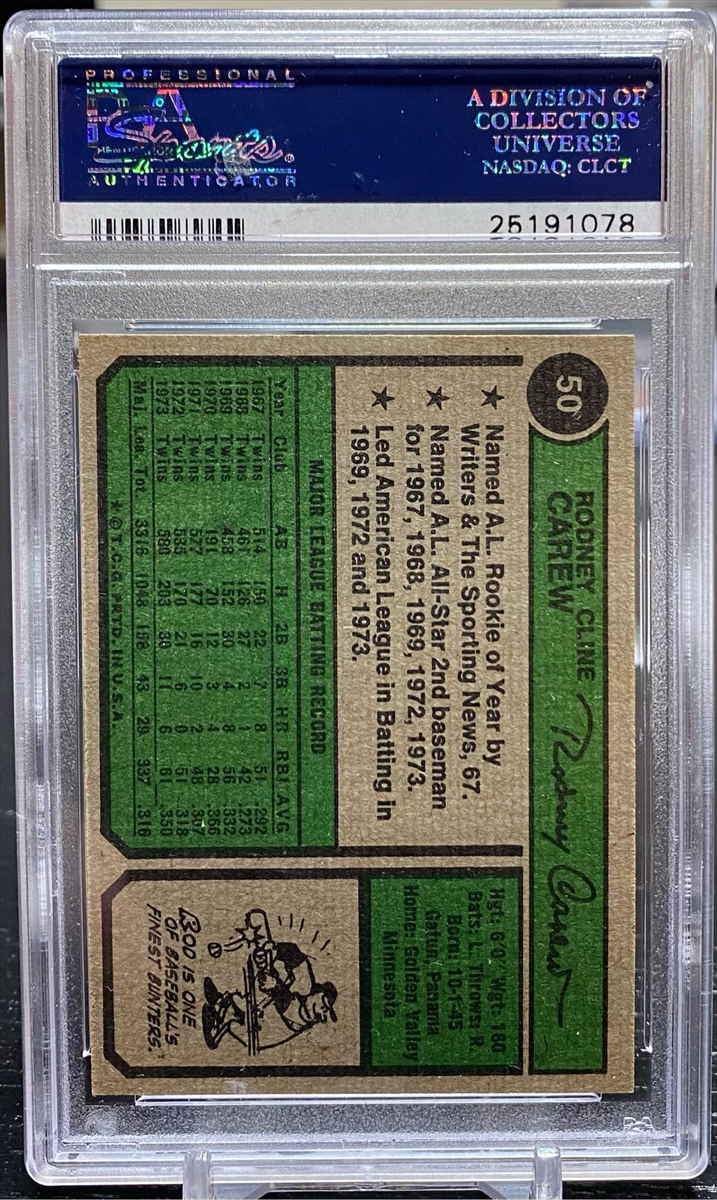 PROFESSIONAL
PSA
AUTHENTICATOR
A DIVISION OF
COLLECTORS
UNIVERSE
NASDAQ: CLCT
25191078
50
RODNEY CLINE
CAREW
Rodney Carew
★ Named A.L. Rookie of Year by
Writers & The Sporting News, 67.
★ Named A.L. All-Star 2nd baseman
for 1967, 1968, 1969, 1972, 1973.
★ Led American League in Batting in
1969, 1972 and 1973.
Hgt: 6'0" Wgt: 180
Bats: L. Throws: R.
Born: 10-1-45
Gatun, Panama
Home: Golden Valley
Minnesota
MAJOR LEAGUE BATTING RECORD
Year Club AB H 2B 3B HR RBI AVG
1967 Twins 514 150 22 7 8 51 .292
1968 Twins 461 126 27 2 1 42 .273
1969 Twins 458 152 30 4 8 56 .332
1970 Twins 191 70 12 3 4 28 .366
1971 Twins 577 177 16 10 2 48 .307
1972 Twins 535 170 21 6 0 51 .318
1973 Twins 580 203 30 11 6 61 .350
Maj. Lea. Tot. 3316 1048 158 43 29 337 .316
ROD IS ONE
OF BASEBALL'S
FINEST BUNTERS.
*©T.C.G. PRTD. IN U.S.A.